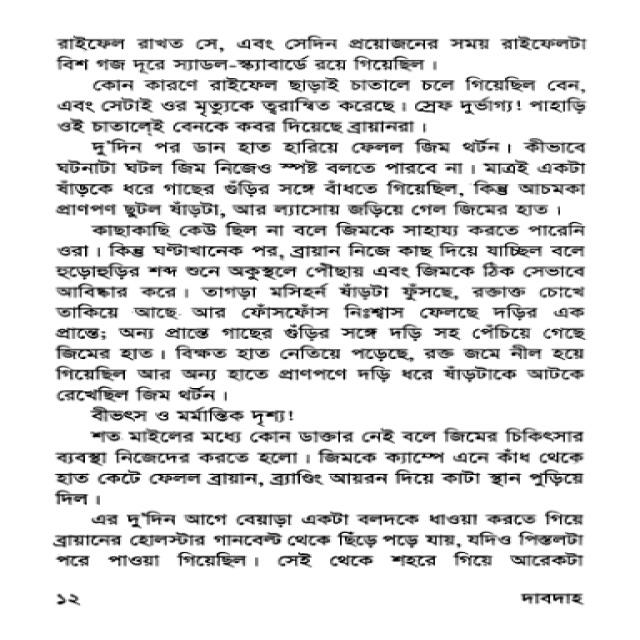 রাইফেল রাখত সে, এবং সেদিন প্রয়োজনের সময় রাইফেলটা
বিশ গজ দূরে স্যাডল-স্ক্যাবার্ডে রয়ে গিয়েছিল।
কোন কারণে রাইফেল ছাড়াই চাতালে চলে গিয়েছিল বেন,
এবং সেটাই ওর মৃত্যুকে ত্বরান্বিত করেছে। স্রেফ দুর্ভাগ্য! পাহাড়ি
ওই চাতালেই বেনকে কবর দিয়েছে ব্রায়ানরা।
দু'দিন পর ডান হাত হারিয়ে ফেলল জিম থর্টন। কীভাবে
ঘটনাটা ঘটল জিম নিজেও স্পষ্ট বলতে পারবে না। মাত্রই একটা
ষাঁড়কে ধরে গাছের গুঁড়ির সঙ্গে বাঁধতে গিয়েছিল, কিন্তু আচমকা
প্রাণপণ ছুটল ষাঁড়টা, আর ল্যাসোয় জড়িয়ে গেল জিমের হাত।
কাছাকাছি কেউ ছিল না বলে জিমকে সাহায্য করতে পারেনি
ওরা। কিন্তু ঘণ্টাখানেক পর, ব্রায়ান নিজে কাছ দিয়ে যাচ্ছিল বলে
হুড়োহুড়ির শব্দ শুনে অকুস্থলে পৌঁছায় এবং জিমকে ঠিক সেভাবে
আবিষ্কার করে। তাগড়া মসিহর্ন ষাঁড়টা ফুঁসছে, রক্তাক্ত চোখে
তাকিয়ে আছে আর ফোঁসফোঁস নিঃশ্বাস ফেলছে দড়ির এক
প্রান্তে; অন্য প্রান্তে গাছের গুঁড়ির সঙ্গে দড়ি সহ পেঁচিয়ে গেছে
জিমের হাত। বিক্ষত হাত নেতিয়ে পড়েছে, রক্ত জমে নীল হয়ে
গিয়েছিল আর অন্য হাতে প্রাণপণে দড়ি ধরে ষাঁড়টাকে আটকে
রেখেছিল জিম থর্টন।
বীভৎস ও মর্মান্তিক দৃশ্য!
শত মাইলের মধ্যে কোন ডাক্তার নেই বলে জিমের চিকিৎসার
ব্যবস্থা নিজেদের করতে হলো। জিমকে ক্যাম্পে এনে কাঁধ থেকে
হাত কেটে ফেলল ব্রায়ান, ব্র্যাণ্ডিং আয়রন দিয়ে কাটা স্থান পুড়িয়ে
দিল।
এর দু'দিন আগে বেয়াড়া একটা বলদকে ধাওয়া করতে গিয়ে
ব্রায়ানের হোলস্টার গানবেল্ট থেকে ছিঁড়ে পড়ে যায়, যদিও পিস্তলটা
পরে পাওয়া গিয়েছিল। সেই থেকে শহরে গিয়ে আরেকটা
১২ দাবদাহ